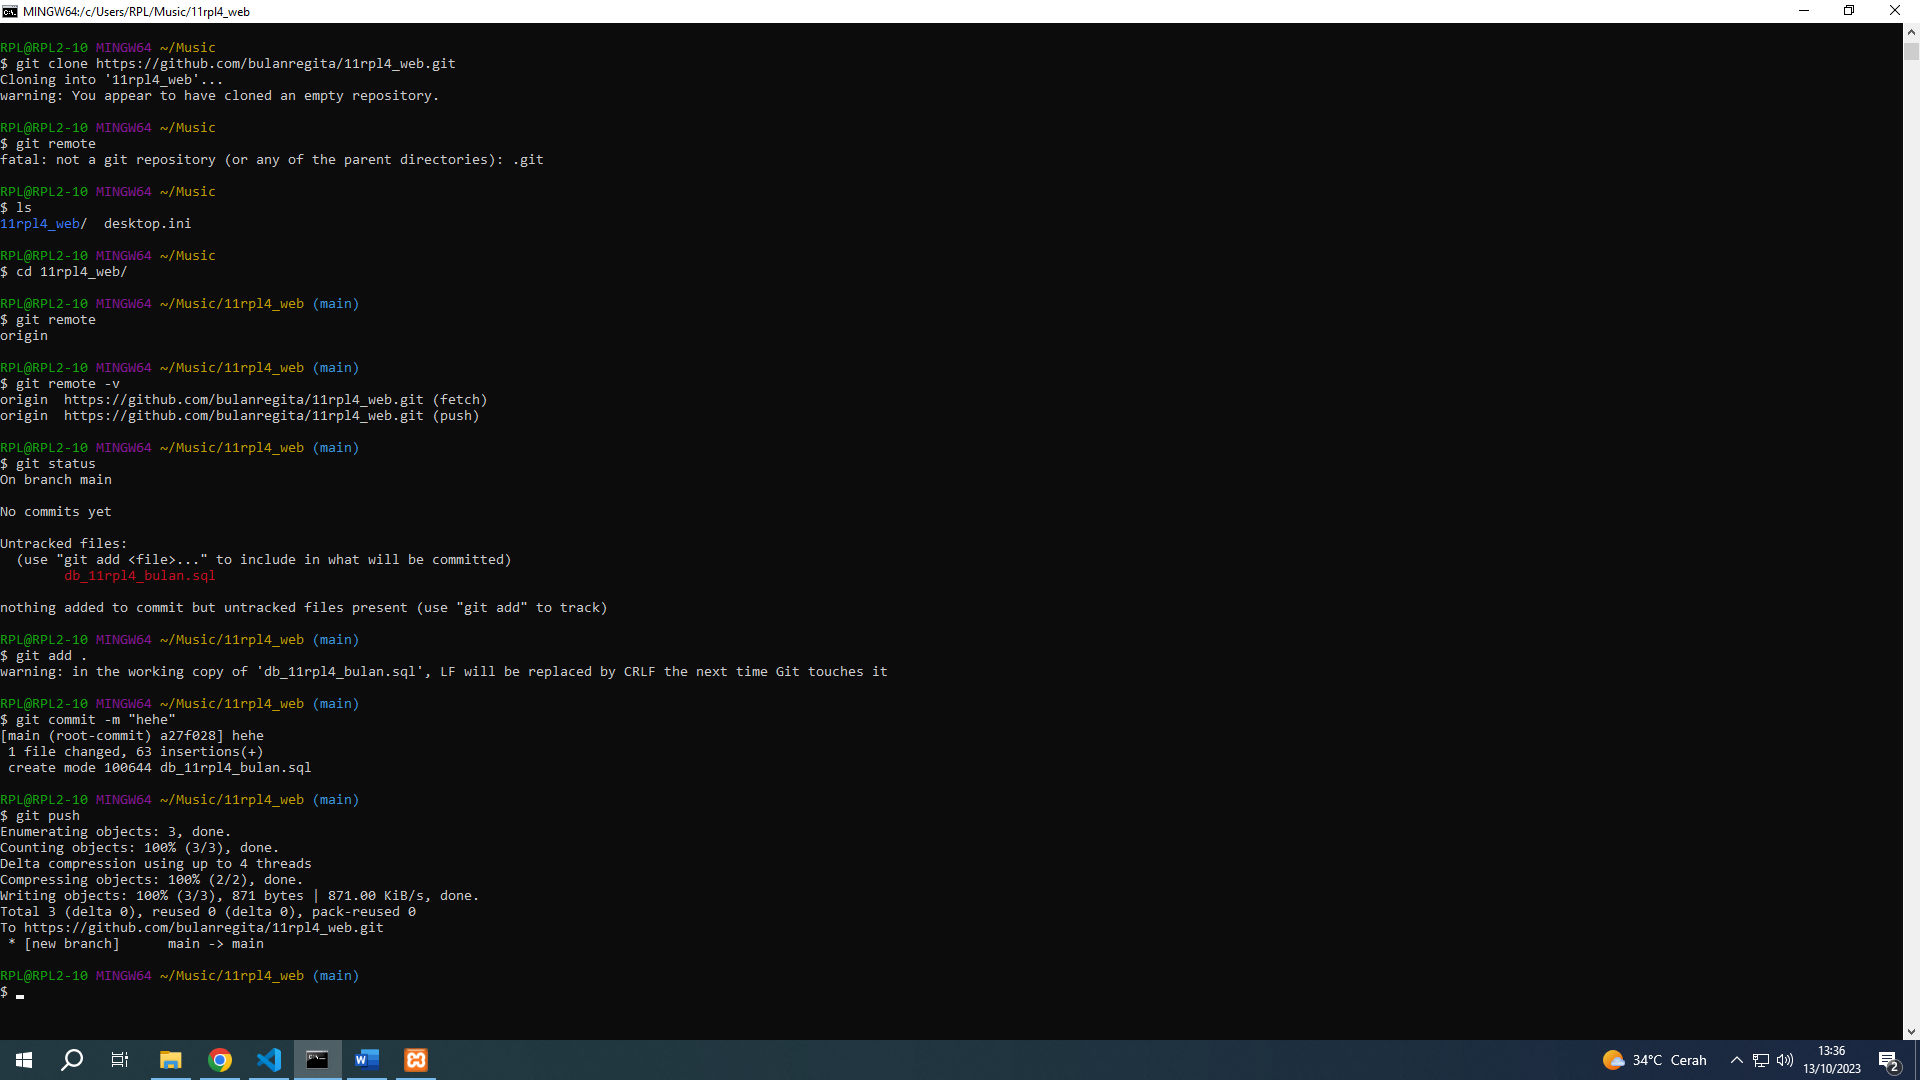 MINGW64:/c/Users/RPL/Music/11rpl4_web
RPL@RPL2-10 MINGW64 ~/Music
$ git clone https://github.com/bulanregita/11rpl4_web.git
Cloning into '11rpl4_web'...
warning: You appear to have cloned an empty repository.
RPL@RPL2-10 MINGW64 ~/Music
$ git remote
fatal: not a git repository (or any of the parent directories): .git
RPL@RPL2-10 MINGW64 ~/Music
$ ls
11rpl4_web/  desktop.ini
RPL@RPL2-10 MINGW64 ~/Music
$ cd 11rpl4_web/
RPL@RPL2-10 MINGW64 ~/Music/11rpl4_web (main)
$ git remote
origin
RPL@RPL2-10 MINGW64 ~/Music/11rpl4_web (main)
$ git remote -v
origin  https://github.com/bulanregita/11rpl4_web.git (fetch)
origin  https://github.com/bulanregita/11rpl4_web.git (push)
RPL@RPL2-10 MINGW64 ~/Music/11rpl4_web (main)
$ git status
On branch main
No commits yet
Untracked files:
  (use "git add <file>..." to include in what will be committed)
        db_11rpl4_bulan.sql
nothing added to commit but untracked files present (use "git add" to track)
RPL@RPL2-10 MINGW64 ~/Music/11rpl4_web (main)
$ git add .
warning: in the working copy of 'db_11rpl4_bulan.sql', LF will be replaced by CRLF the next time Git touches it
RPL@RPL2-10 MINGW64 ~/Music/11rpl4_web (main)
$ git commit -m "hehe"
[main (root-commit) a27f028] hehe
 1 file changed, 63 insertions(+)
 create mode 100644 db_11rpl4_bulan.sql
RPL@RPL2-10 MINGW64 ~/Music/11rpl4_web (main)
$ git push
Enumerating objects: 3, done.
Counting objects: 100% (3/3), done.
Delta compression using up to 4 threads
Compressing objects: 100% (2/2), done.
Writing objects: 100% (3/3), 871 bytes | 871.00 KiB/s, done.
Total 3 (delta 0), reused 0 (delta 0), pack-reused 0
To https://github.com/bulanregita/11rpl4_web.git
 * [new branch]      main -> main
RPL@RPL2-10 MINGW64 ~/Music/11rpl4_web (main)
$
34°C Cerah
13:36
13/10/2023
2